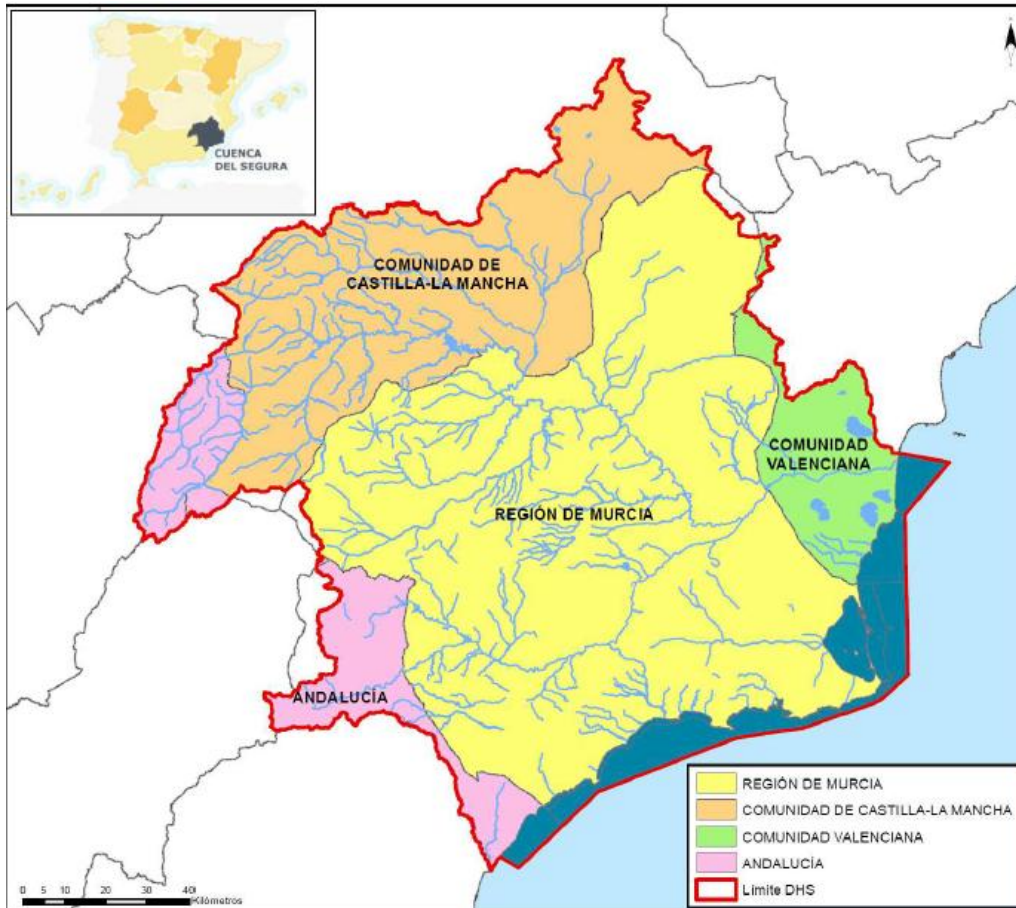 CUENCA
DEL SEGURA
COMUNIDAD DE
CASTILLA-LA MANCHA
COMUNIDAD
VALENCIANA
REGIÓN DE MURCIA
ANDALUCÍA
REGIÓN DE MURCIA
COMUNIDAD DE CASTILLA-LA MANCHA
COMUNIDAD VALENCIANA
ANDALUCÍA
Límite DHS
0 5 10 20 30 40
Kilómetros